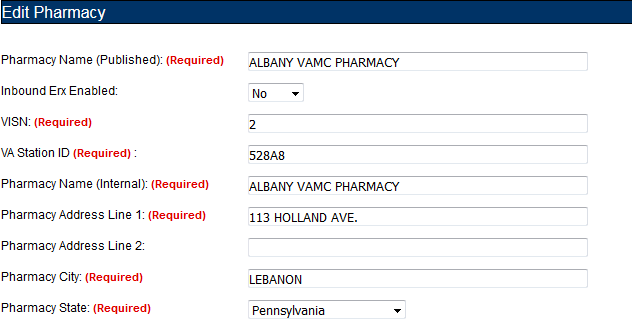 Edit Pharmacy
Pharmacy Name (Published): (Required) ALBANY VAMC PHARMACY
Inbound Erx Enabled: No
VISN: (Required) 2
VA Station ID (Required) : 528A8
Pharmacy Name (Internal): (Required) ALBANY VAMC PHARMACY
Pharmacy Address Line 1: (Required) 113 HOLLAND AVE.
Pharmacy Address Line 2:
Pharmacy City: (Required) LEBANON
Pharmacy State: (Required) Pennsylvania